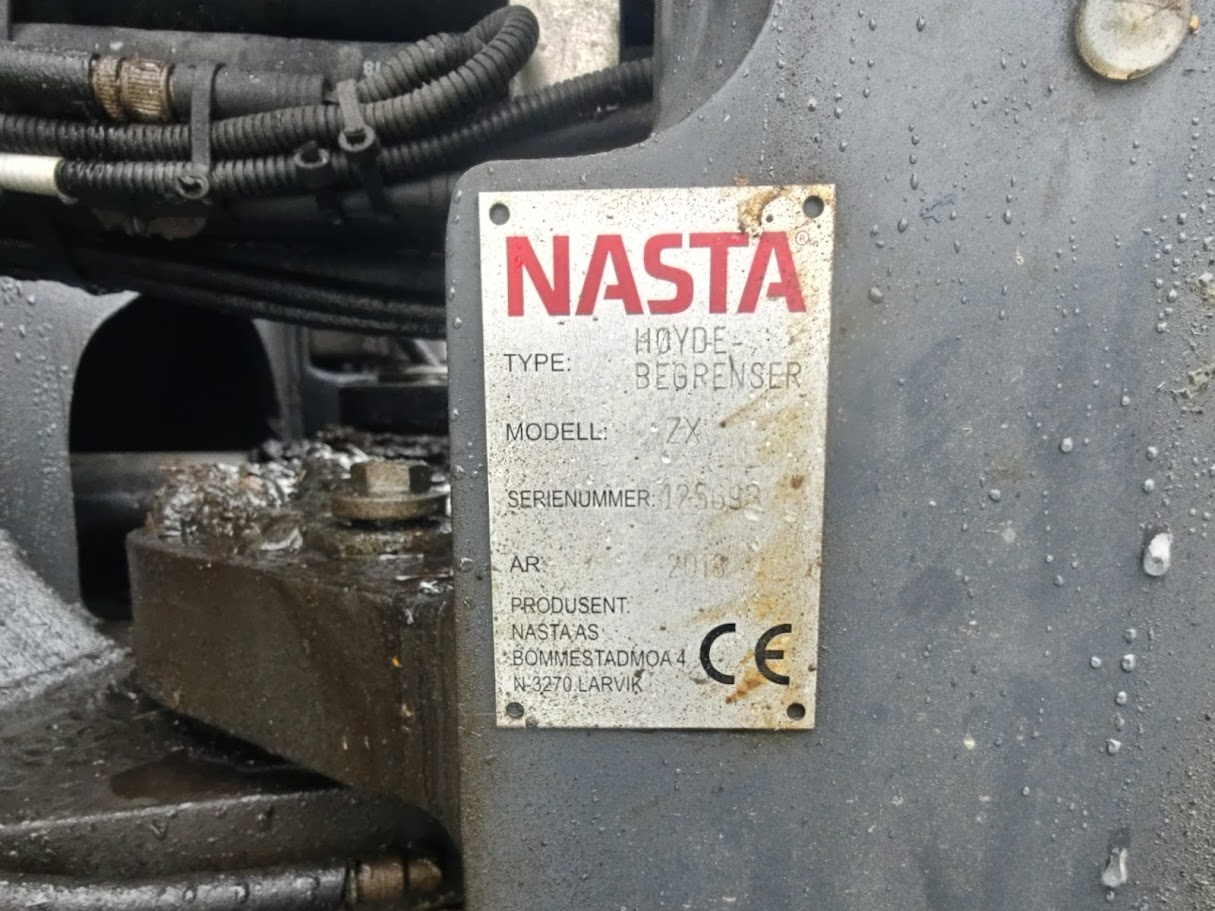 NASTA®
TYPE: HØYDE-
BEGRENSER
MODELL: ZX
SERIENUMMER:
ÅR:
PRODUSENT:
NASTA AS
BOMMESTADMOA 4
N-3270 LARVIK
CE